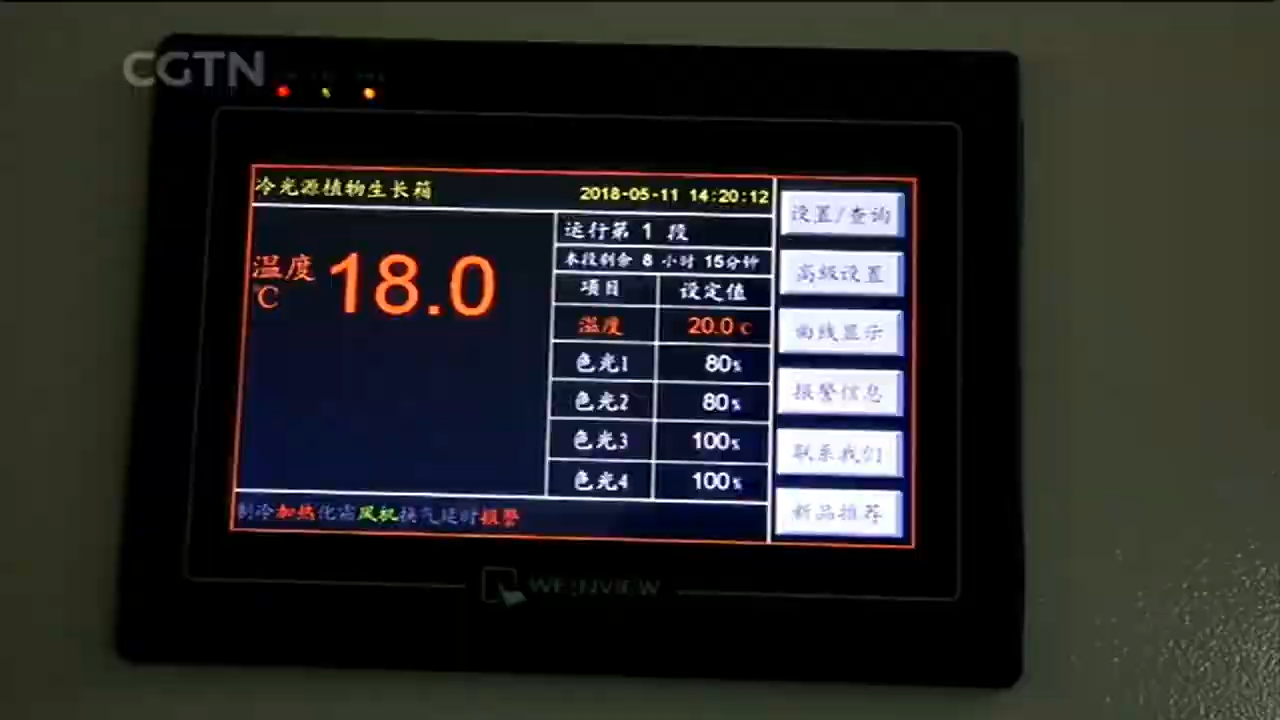 CGTN
冷光源植物生长箱
2018-05-11 14:20:12
温度
℃
18.0
运行第 1 段
本段剩余 8 小时 15分钟
项目 设定值
温度 20.0 ℃
色光1 80%
色光2 80%
色光3 100%
色光4 100%
制冷 加热 化霜 风机 换气 延时 报警
设置/查询
高级设置
曲线显示
报警信息
联系我们
新品推荐
WEINVIEW